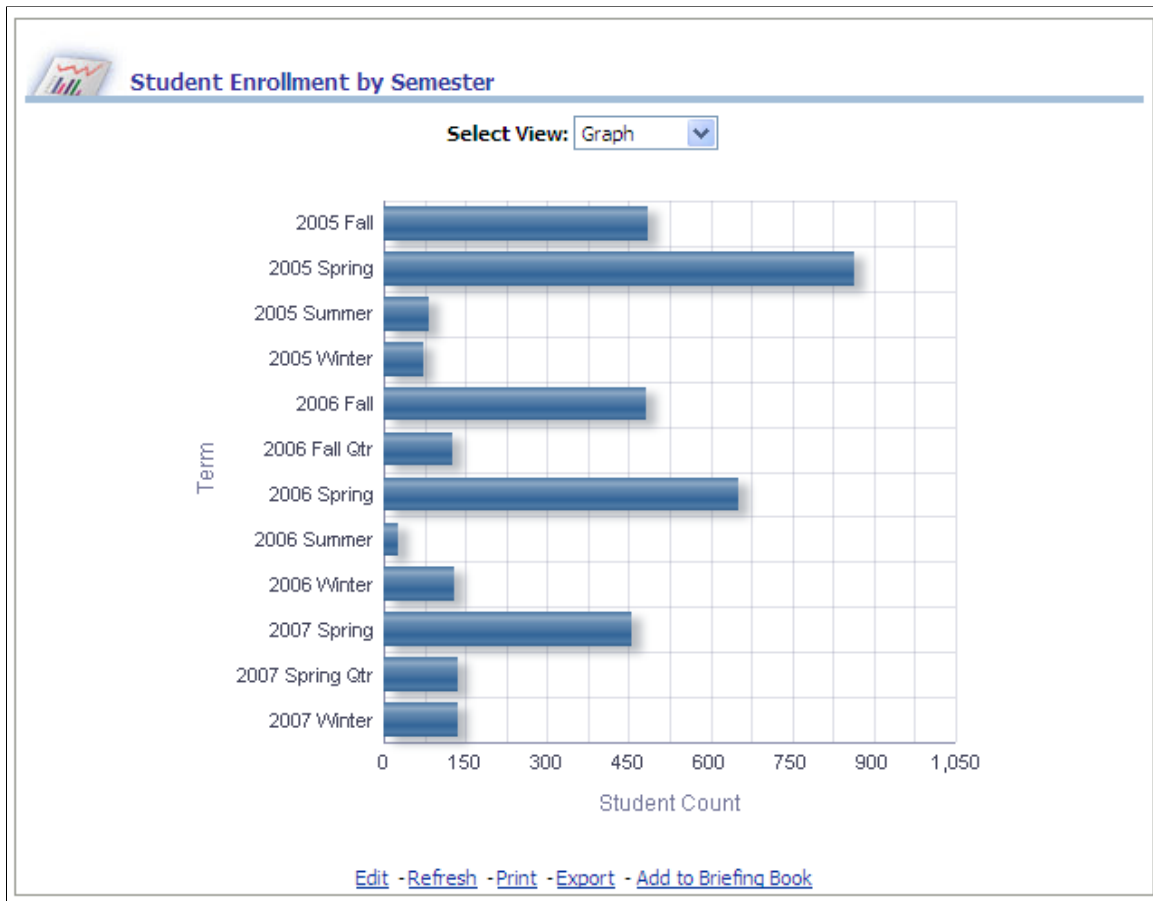 Student Enrollment by Semester
Select View: Graph
2005 Fall
2005 Spring
2005 Summer
2005 Winter
2006 Fall
2006 Fall Qtr
2006 Spring
2006 Summer
2006 Winter
2007 Spring
2007 Spring Qtr
2007 Winter
Term
0 150 300 450 600 750 900 1,050
Student Count
Edit - Refresh - Print - Export - Add to Briefing Book